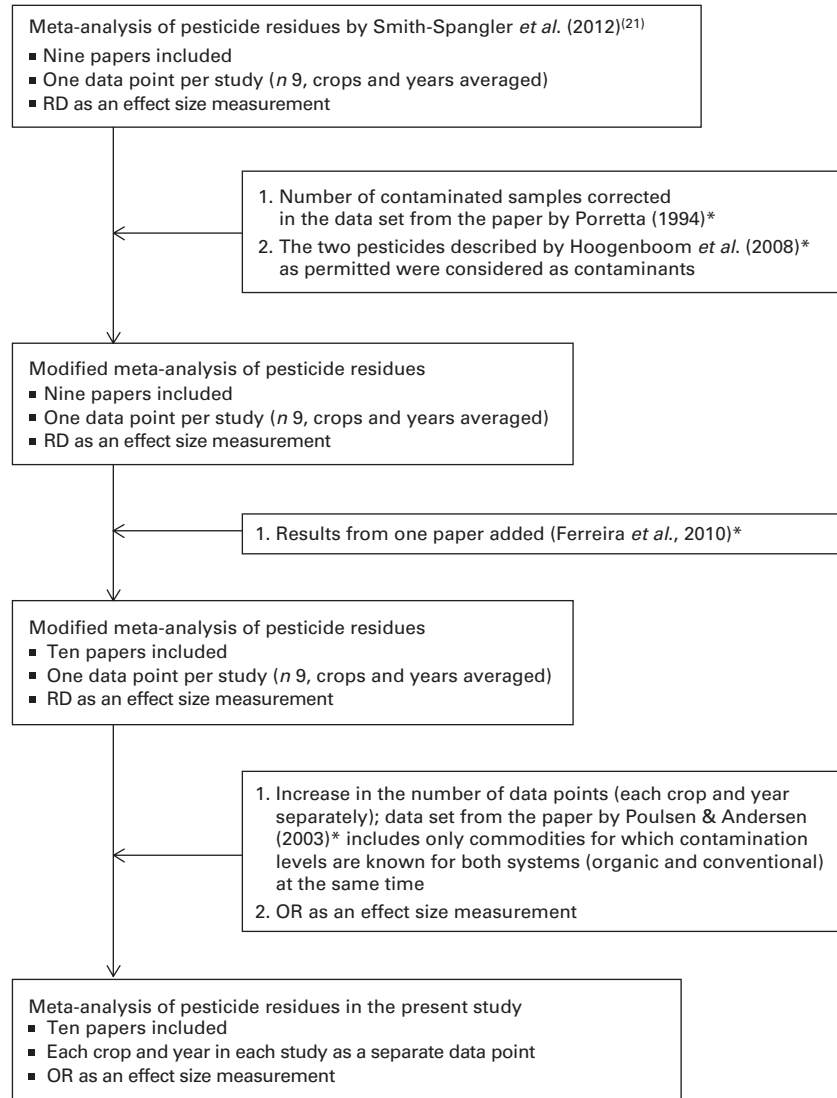 Meta-analysis of pesticide residues by Smith-Spangler et al. (2012)(21)
▪ Nine papers included
▪ One data point per study (n 9, crops and years averaged)
▪ RD as an effect size measurement
1. Number of contaminated samples corrected
in the data set from the paper by Porretta (1994)*
2. The two pesticides described by Hoogenboom et al. (2008)*
as permitted were considered as contaminants
Modified meta-analysis of pesticide residues
▪ Nine papers included
▪ One data point per study (n 9, crops and years averaged)
▪ RD as an effect size measurement
1. Results from one paper added (Ferreira et al., 2010)*
Modified meta-analysis of pesticide residues
▪ Ten papers included
▪ One data point per study (n 9, crops and years averaged)
▪ RD as an effect size measurement
1. Increase in the number of data points (each crop and year
separately); data set from the paper by Poulsen & Andersen
(2003)* includes only commodities for which contamination
levels are known for both systems (organic and conventional)
at the same time
2. OR as an effect size measurement
Meta-analysis of pesticide residues in the present study
▪ Ten papers included
▪ Each crop and year in each study as a separate data point
▪ OR as an effect size measurement